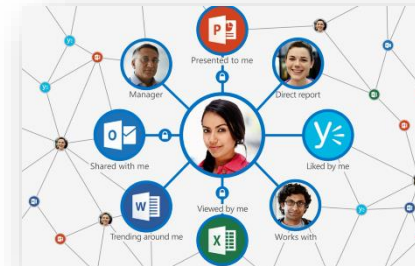 P
Presented to me
Manager
Direct report
O
Shared with me
y
Liked by me
W
Trending around me
Viewed by me
X
Works with